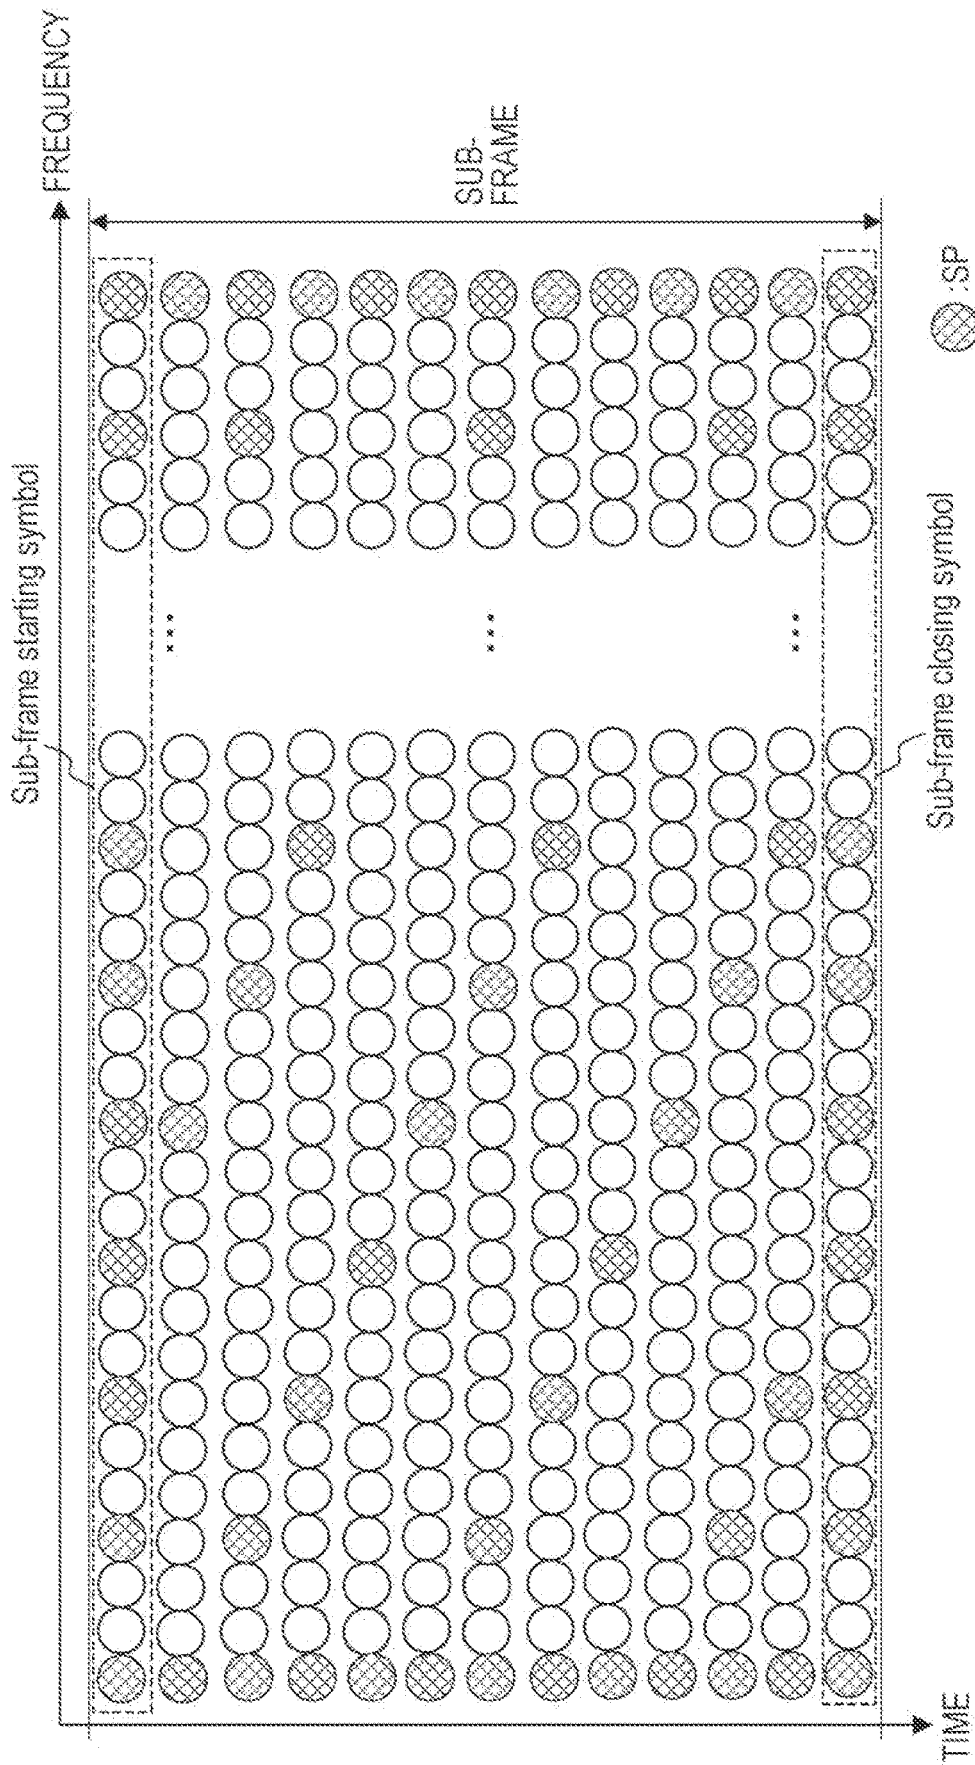 FREQUENCY
Sub-frame starting symbol
SUB-
FRAME
...
...
...
Sub-frame closing symbol
:SP
TIME